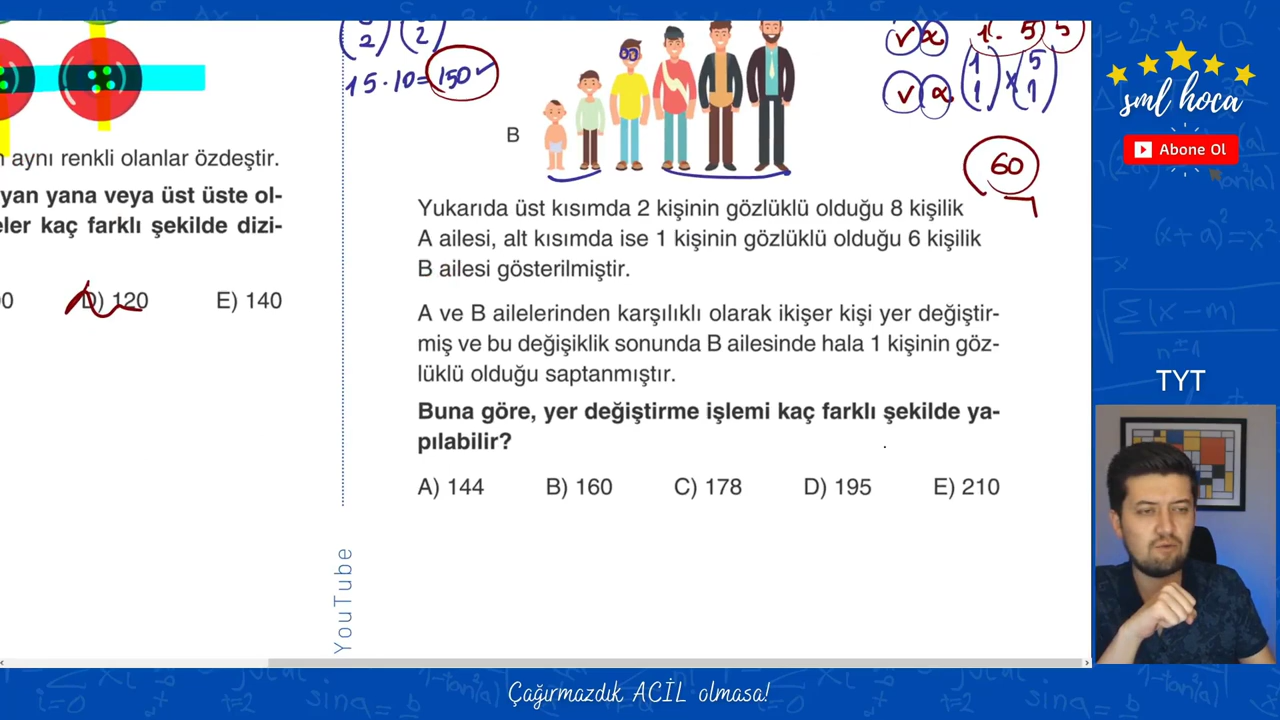 15.10=150
B
60
n aynı renkli olanlar özdeştir.
yan yana veya üst üste ol-
eler kaç farklı şekilde dizi-
D) 120 E) 140
Yukarıda üst kısımda 2 kişinin gözlüklü olduğu 8 kişilik
A ailesi, alt kısımda ise 1 kişinin gözlüklü olduğu 6 kişilik
B ailesi gösterilmiştir.
A ve B ailelerinden karşılıklı olarak ikişer kişi yer değiştir-
miş ve bu değişiklik sonunda B ailesinde hala 1 kişinin göz-
lüklü olduğu saptanmıştır.
Buna göre, yer değiştirme işlemi kaç farklı şekilde ya-
pılabilir?
A) 144 B) 160 C) 178 D) 195 E) 210
YouTube
sml hoca
Abone Ol
TYT
Çağırmazdık ACİL olmasa!